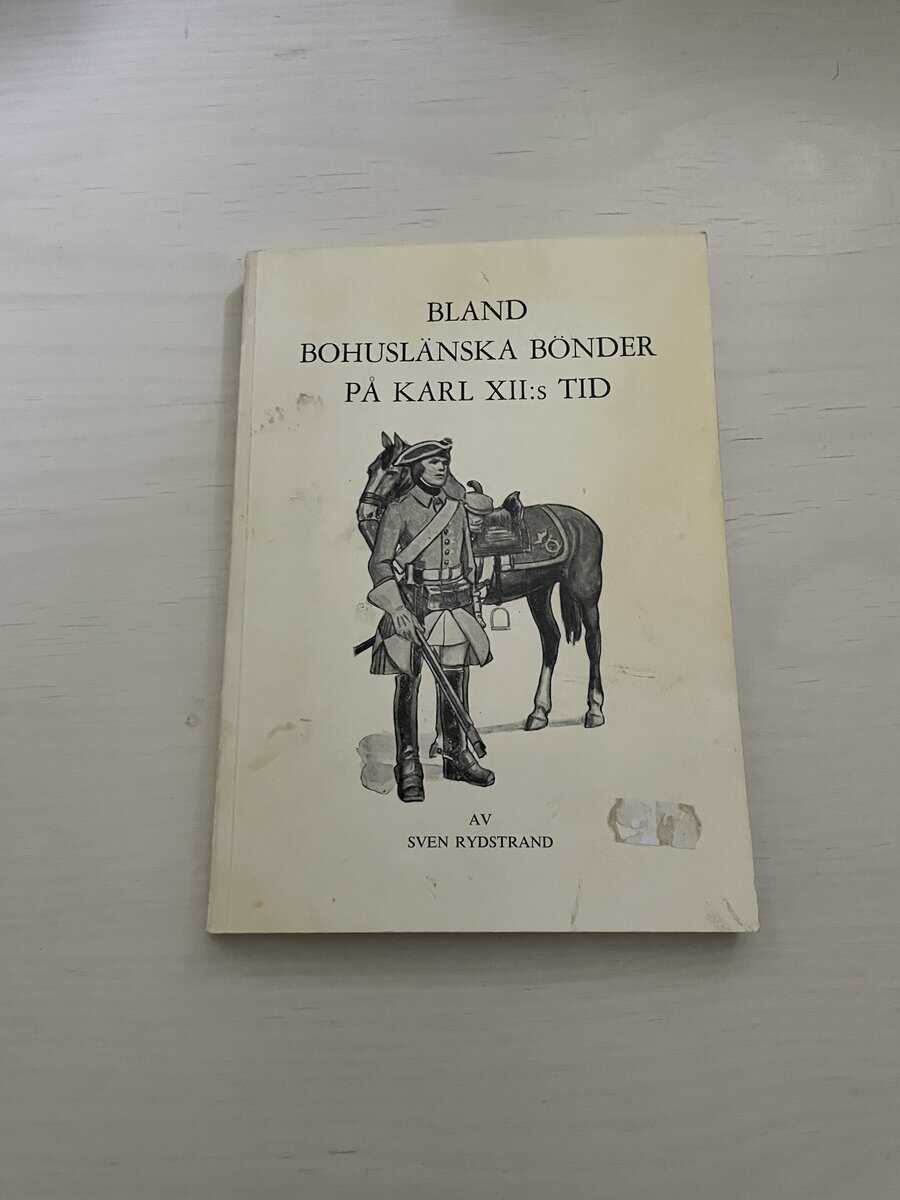 BLAND
BOHUSLÄNSKA BÖNDER
PÅ KARL XII:s TID
AV
SVEN RYDSTRAND